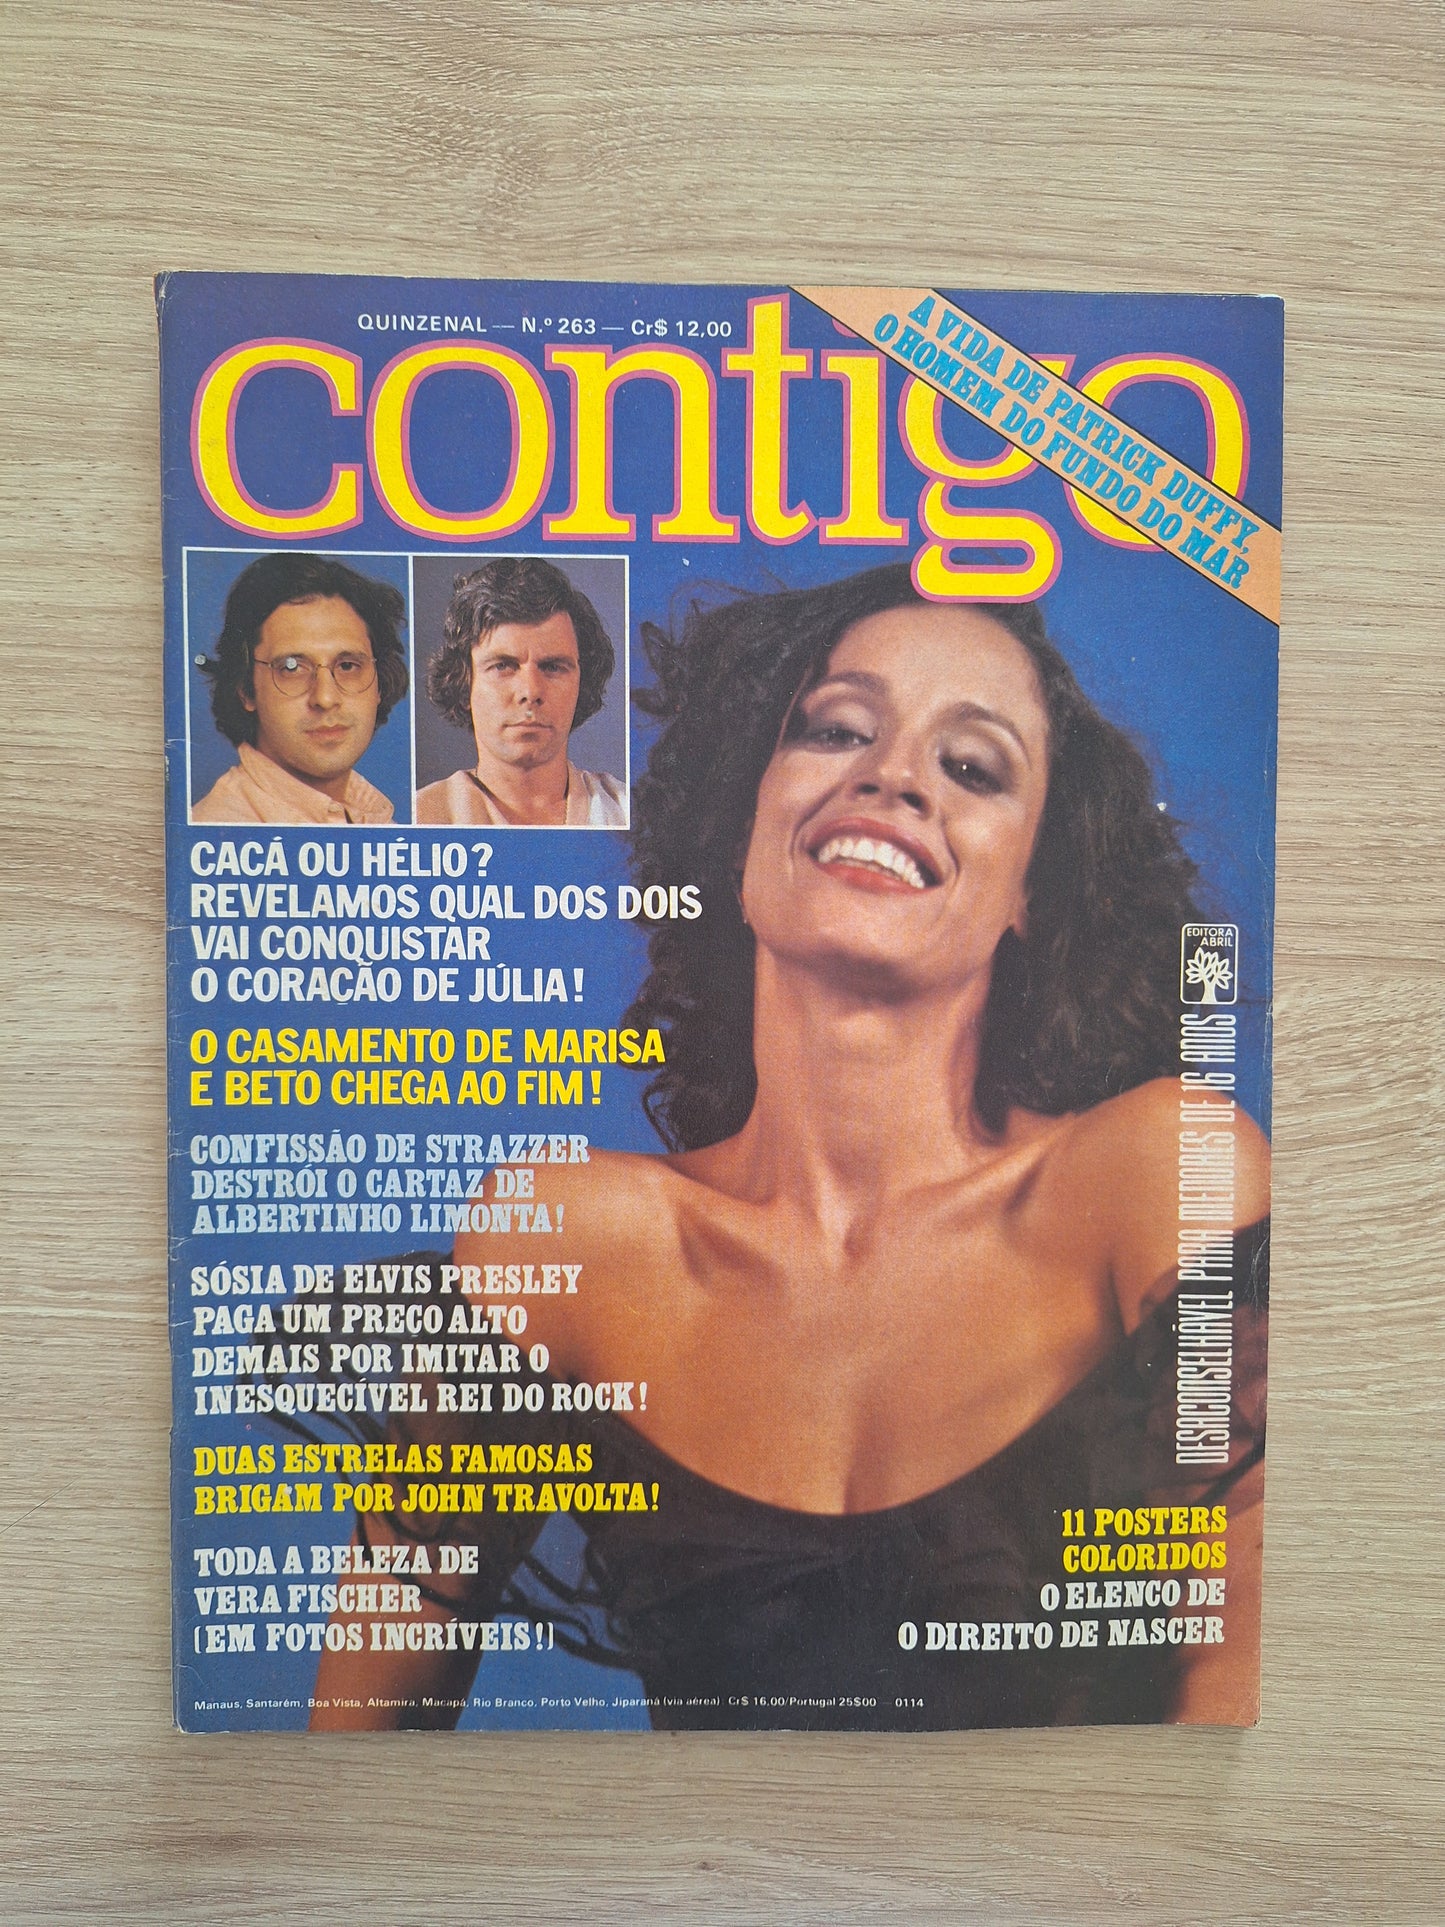 QUINZENAL — N.º 263 — Cr$ 12,00
contigo
A VIDA DE PATRICK DUFFY,
O HOMEM DO FUNDO DO MAR
CACÁ OU HÉLIO?
REVELAMOS QUAL DOS DOIS
VAI CONQUISTAR
O CORAÇÃO DE JÚLIA!
O CASAMENTO DE MARISA
E BETO CHEGA AO FIM!
CONFISSÃO DE STRAZZER
DESTRÓI O CARTAZ DE
ALBERTINHO LIMONTA!
SÓSIA DE ELVIS PRESLEY
PAGA UM PREÇO ALTO
DEMAIS POR IMITAR O
INESQUECÍVEL REI DO ROCK!
DUAS ESTRELAS FAMOSAS
BRIGAM POR JOHN TRAVOLTA!
TODA A BELEZA DE
VERA FISCHER
(EM FOTOS INCRÍVEIS!)
EDITORA
ABRIL
DESACONSELHÁVEL PARA MENORES DE 16 ANOS
11 POSTERS
COLORIDOS
O ELENCO DE
O DIREITO DE NASCER
Manaus, Santarém, Boa Vista, Altamira, Macapá, Rio Branco, Porto Velho, Jiparaná (via aérea): Cr$ 16,00/Portugal 25$00 — 0114